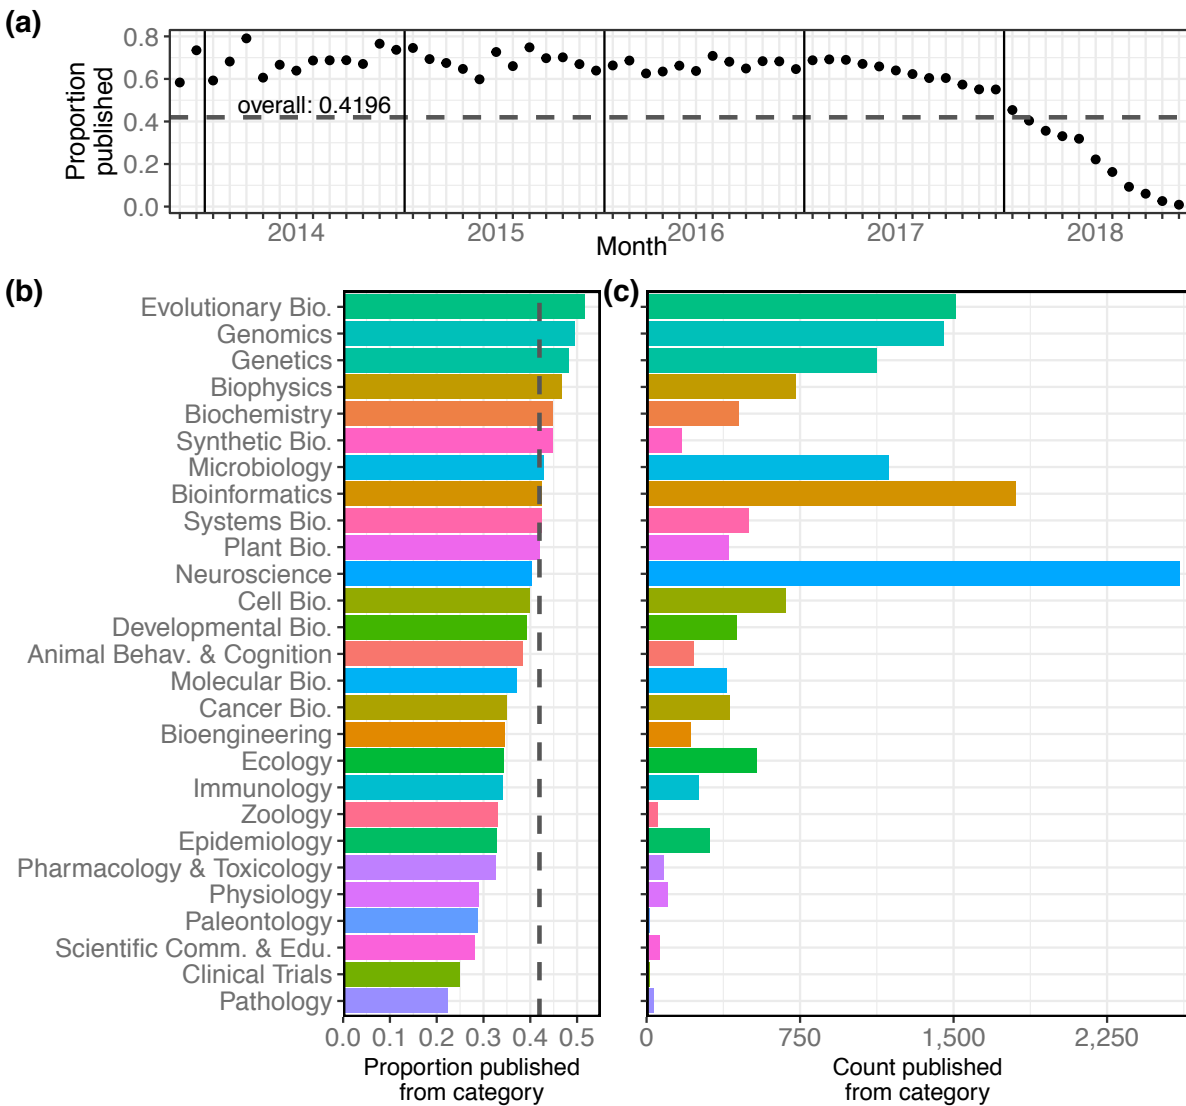 (a)
Proportion
published
0.8
0.6
0.4
0.2
0.0
overall: 0.4196
2014
2015
2016
2017
2018
Month
(b)
Evolutionary Bio.
Genomics
Genetics
Biophysics
Biochemistry
Synthetic Bio.
Microbiology
Bioinformatics
Systems Bio.
Plant Bio.
Neuroscience
Cell Bio.
Developmental Bio.
Animal Behav. & Cognition
Molecular Bio.
Cancer Bio.
Bioengineering
Ecology
Immunology
Zoology
Epidemiology
Pharmacology & Toxicology
Physiology
Paleontology
Scientific Comm. & Edu.
Clinical Trials
Pathology
0.0 0.1 0.2 0.3 0.4 0.5
Proportion published
from category
(c)
0 750 1,500 2,250
Count published
from category